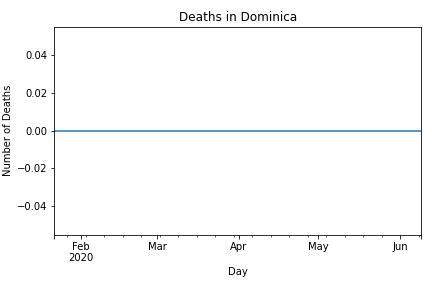 Deaths in Dominica
Number of Deaths
0.04
0.02
0.00
−0.02
−0.04
Feb
2020
Mar
Apr
May
Jun
Day